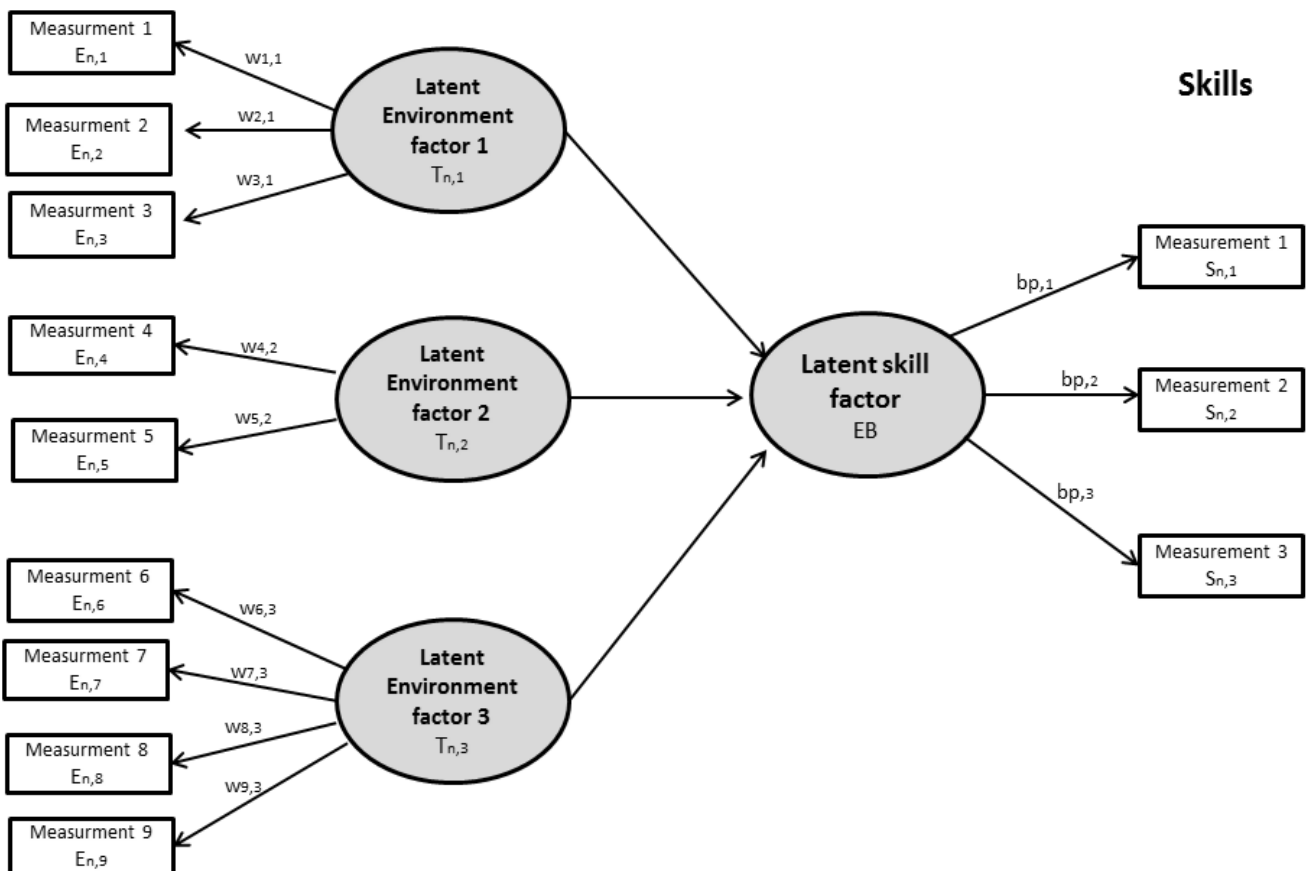 Measurment 1
En,1
Measurment 2
En,2
Measurment 3
En,3
w1,1
w2,1
w3,1
Latent
Environment
factor 1
Tn,1
Measurment 4
En,4
Measurment 5
En,5
w4,2
w5,2
Latent
Environment
factor 2
Tn,2
Measurment 6
En,6
Measurment 7
En,7
Measurment 8
En,8
Measurment 9
En,9
w6,3
w7,3
w8,3
w9,3
Latent
Environment
factor 3
Tn,3
Latent skill
factor
EB
Skills
bp,1
bp,2
bp,3
Measurement 1
Sn,1
Measurement 2
Sn,2
Measurement 3
Sn,3